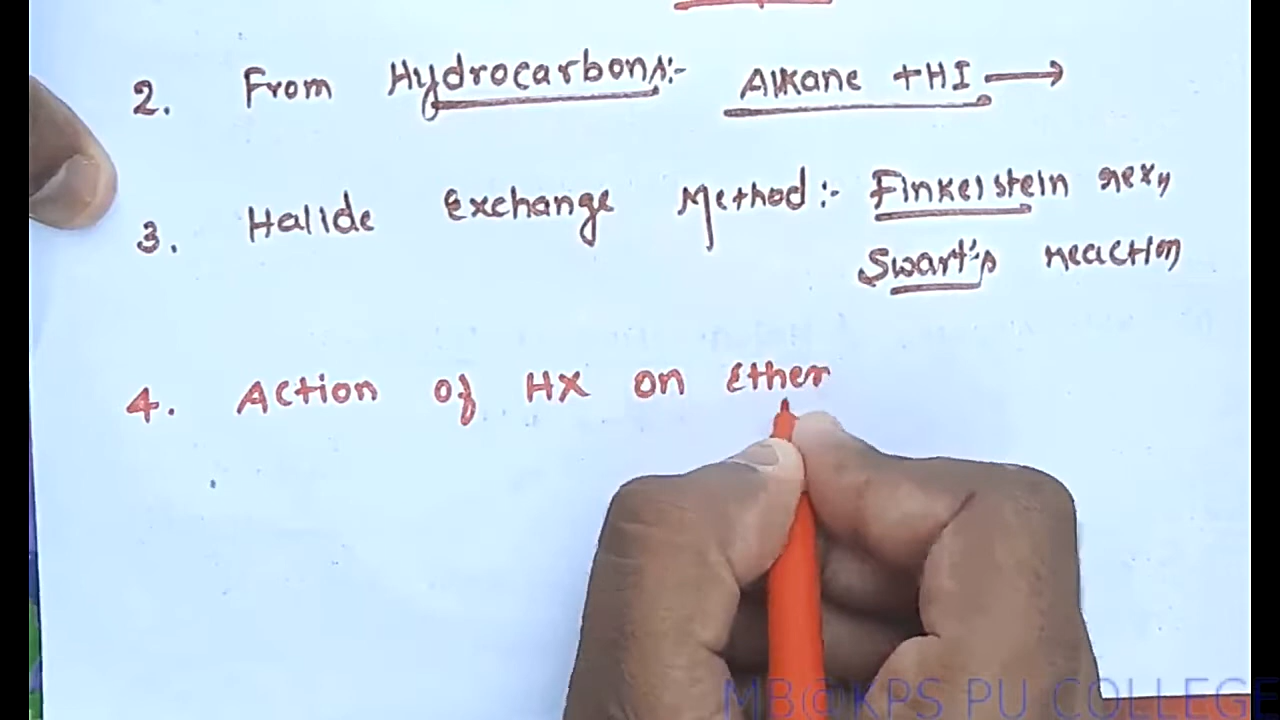 2. From Hydrocarbons:- Alkane + HI ⟶
3. Halide Exchange Method:- Finkelstein rexn
Swart's reaction
4. Action of HX on Ether
MB@KPS PU COLLEGE